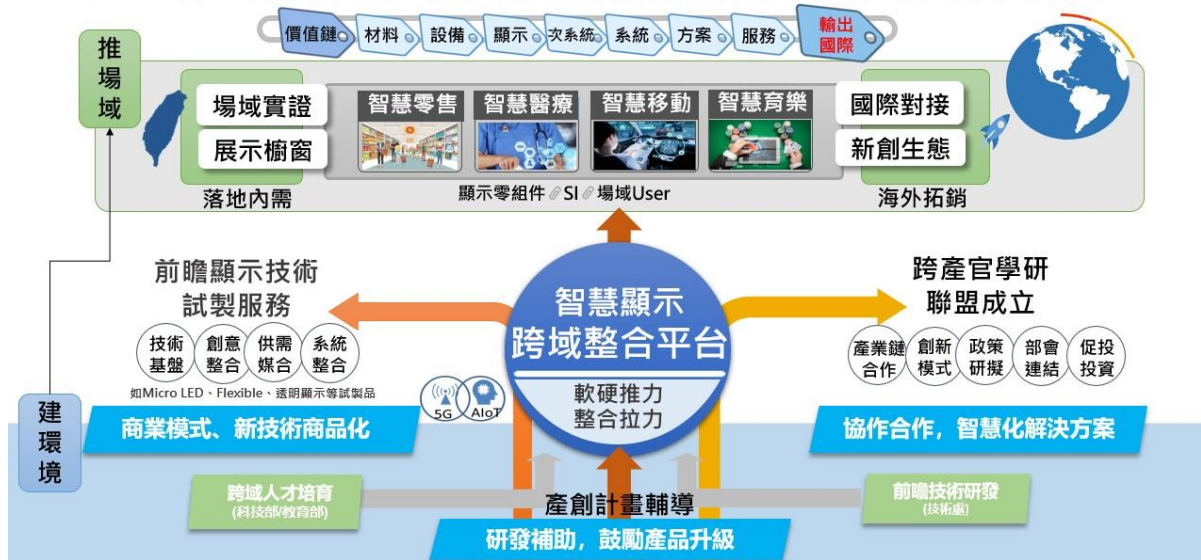 價值鏈
材料
設備
顯示
次系統
系統
方案
服務
輸出
國際
推
場
域
場域實證
展示櫥窗
落地內需
智慧零售
智慧醫療
智慧移動
智慧育樂
顯示零組件 SI 場域User
國際對接
新創生態
海外拓銷
前瞻顯示技術
試製服務
技術
基盤
創意
整合
供需
媒合
系統
整合
如Micro LED、Flexible、透明顯示等試製品
商業模式、新技術商品化
5G
AIoT
智慧顯示
跨域整合平台
軟硬推力
整合拉力
跨產官學研
聯盟成立
產業鏈
合作
創新
模式
政策
研擬
部會
連結
促投
投資
協作合作，智慧化解決方案
建
環
境
跨域人才培育
(科技部/教育部)
產創計畫輔導
研發補助，鼓勵產品升級
前瞻技術研發
(技術處)